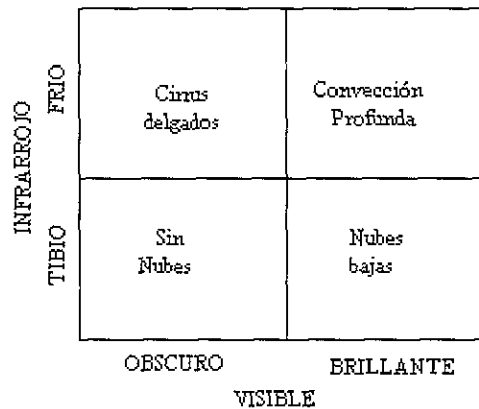 INFRARROJO
FRIO
Cirrus
delgados
Convección
Profunda
TIBIO
Sin
Nubes
Nubes
bajas
OBSCURO
BRILLANTE
VISIBLE